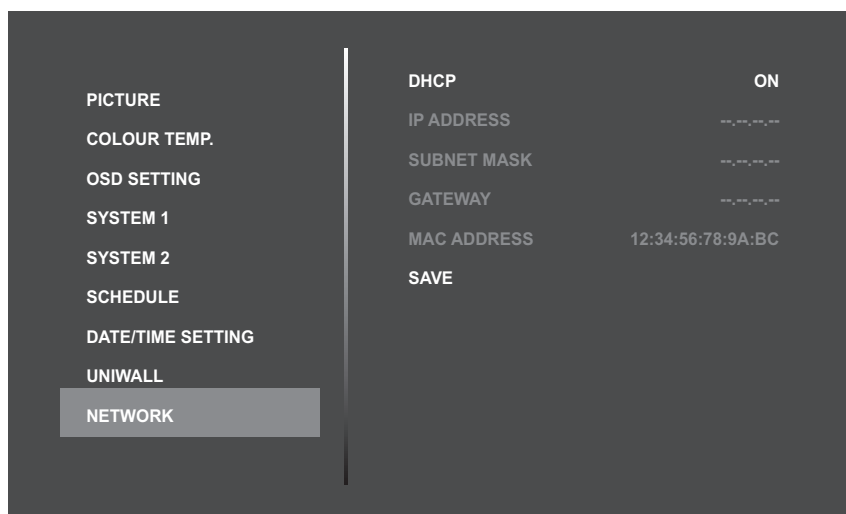 PICTURE
COLOUR TEMP.
OSD SETTING
SYSTEM 1
SYSTEM 2
SCHEDULE
DATE/TIME SETTING
UNIWALL
NETWORK
DHCP ON
IP ADDRESS --.--.--.--
SUBNET MASK --.--.--.--
GATEWAY --.--.--.--
MAC ADDRESS 12:34:56:78:9A:BC
SAVE